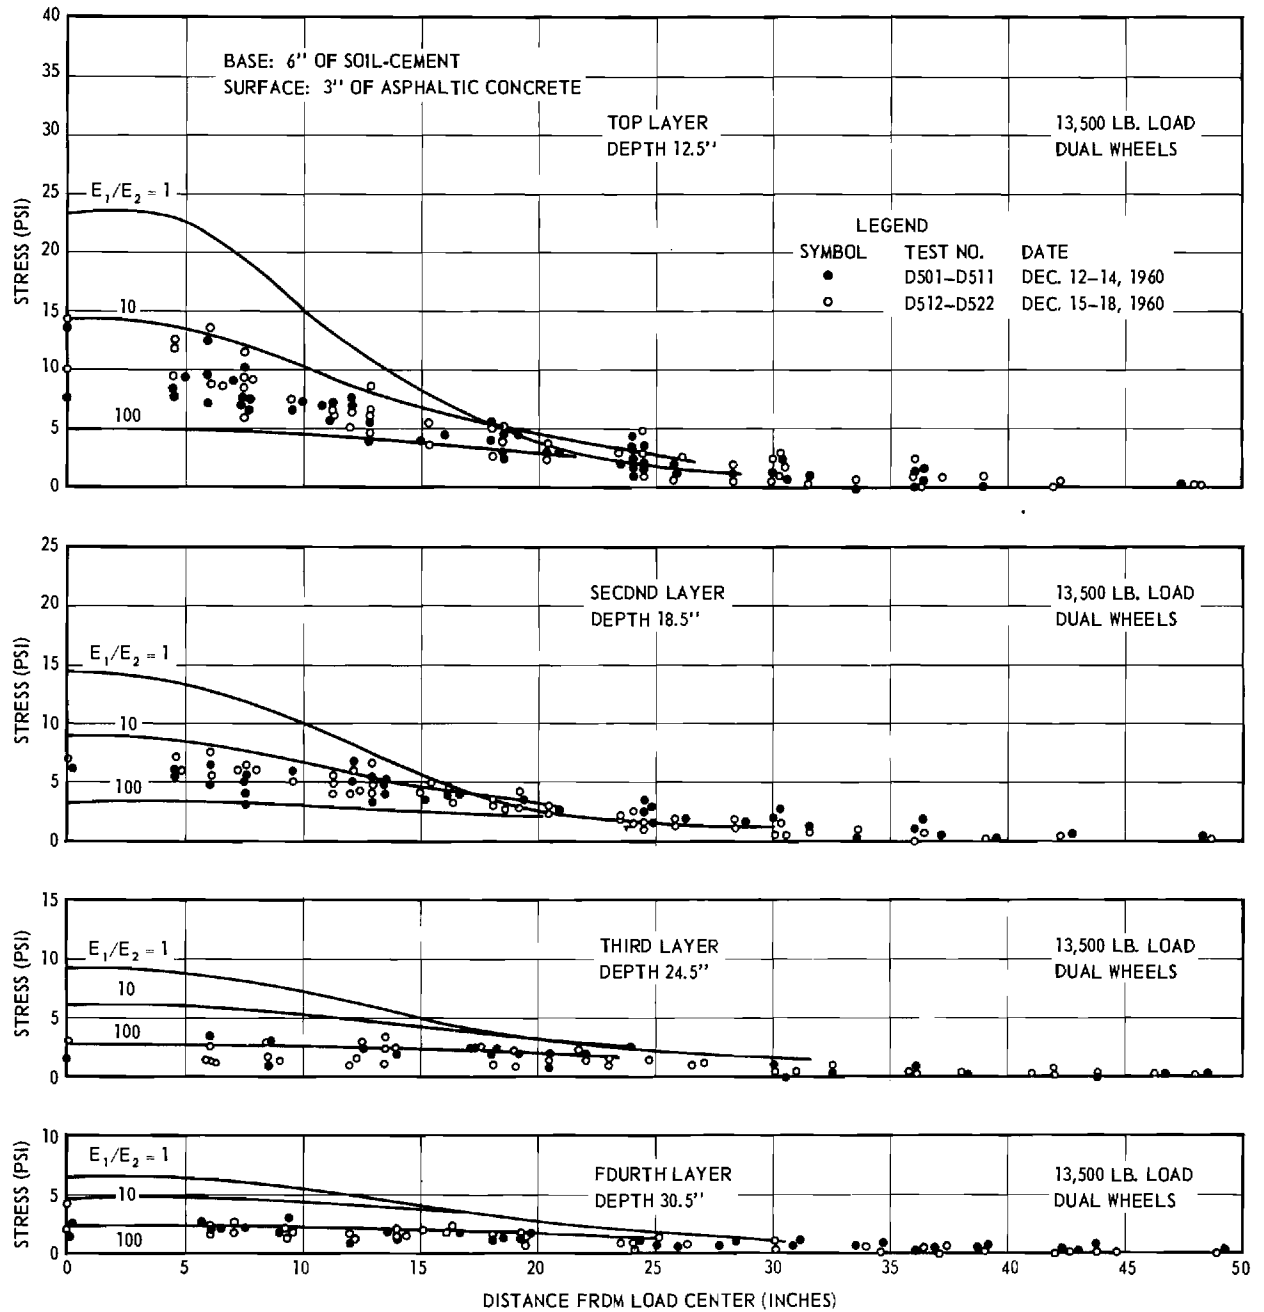 40
BASE: 6" OF SOIL-CEMENT
SURFACE: 3" OF ASPHALTIC CONCRETE
35
TOP LAYER
DEPTH 12.5"
13,500 LB. LOAD
DUAL WHEELS
30
25
E1/E2 = 1
LEGEND
SYMBOL TEST NO. DATE
● D501-D511 DEC. 12-14, 1960
○ D512-D522 DEC. 15-18, 1960
20
STRESS (PSI)
15
10
10
100
5
0
25
SECDND LAYER
DEPTH 18.5"
13,500 LB. LOAD
DUAL WHEELS
20
E1/E2 = 1
15
STRESS (PSI)
10
10
5
100
0
15
THIRD LAYER
DEPTH 24.5"
13,500 LB. LOAD
DUAL WHEELS
E1/E2 = 1
10
STRESS (PSI)
10
5
100
0
10
E1/E2 = 1
FDURTH LAYER
DEPTH 30.5"
13,500 LB. LOAD
DUAL WHEELS
STRESS (PSI)
5
10
100
0
0 5 10 15 20 25 30 35 40 45 50
DISTANCE FRDM LOAD CENTER (INCHES)